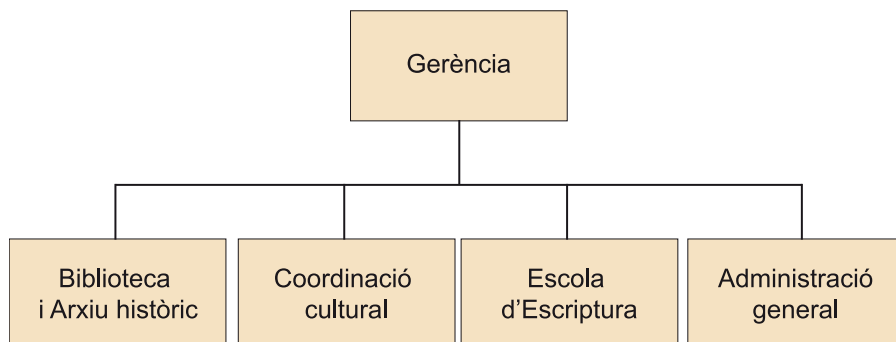 Gerència
Biblioteca
i Arxiu històric
Coordinació
cultural
Escola
d'Escriptura
Administració
general